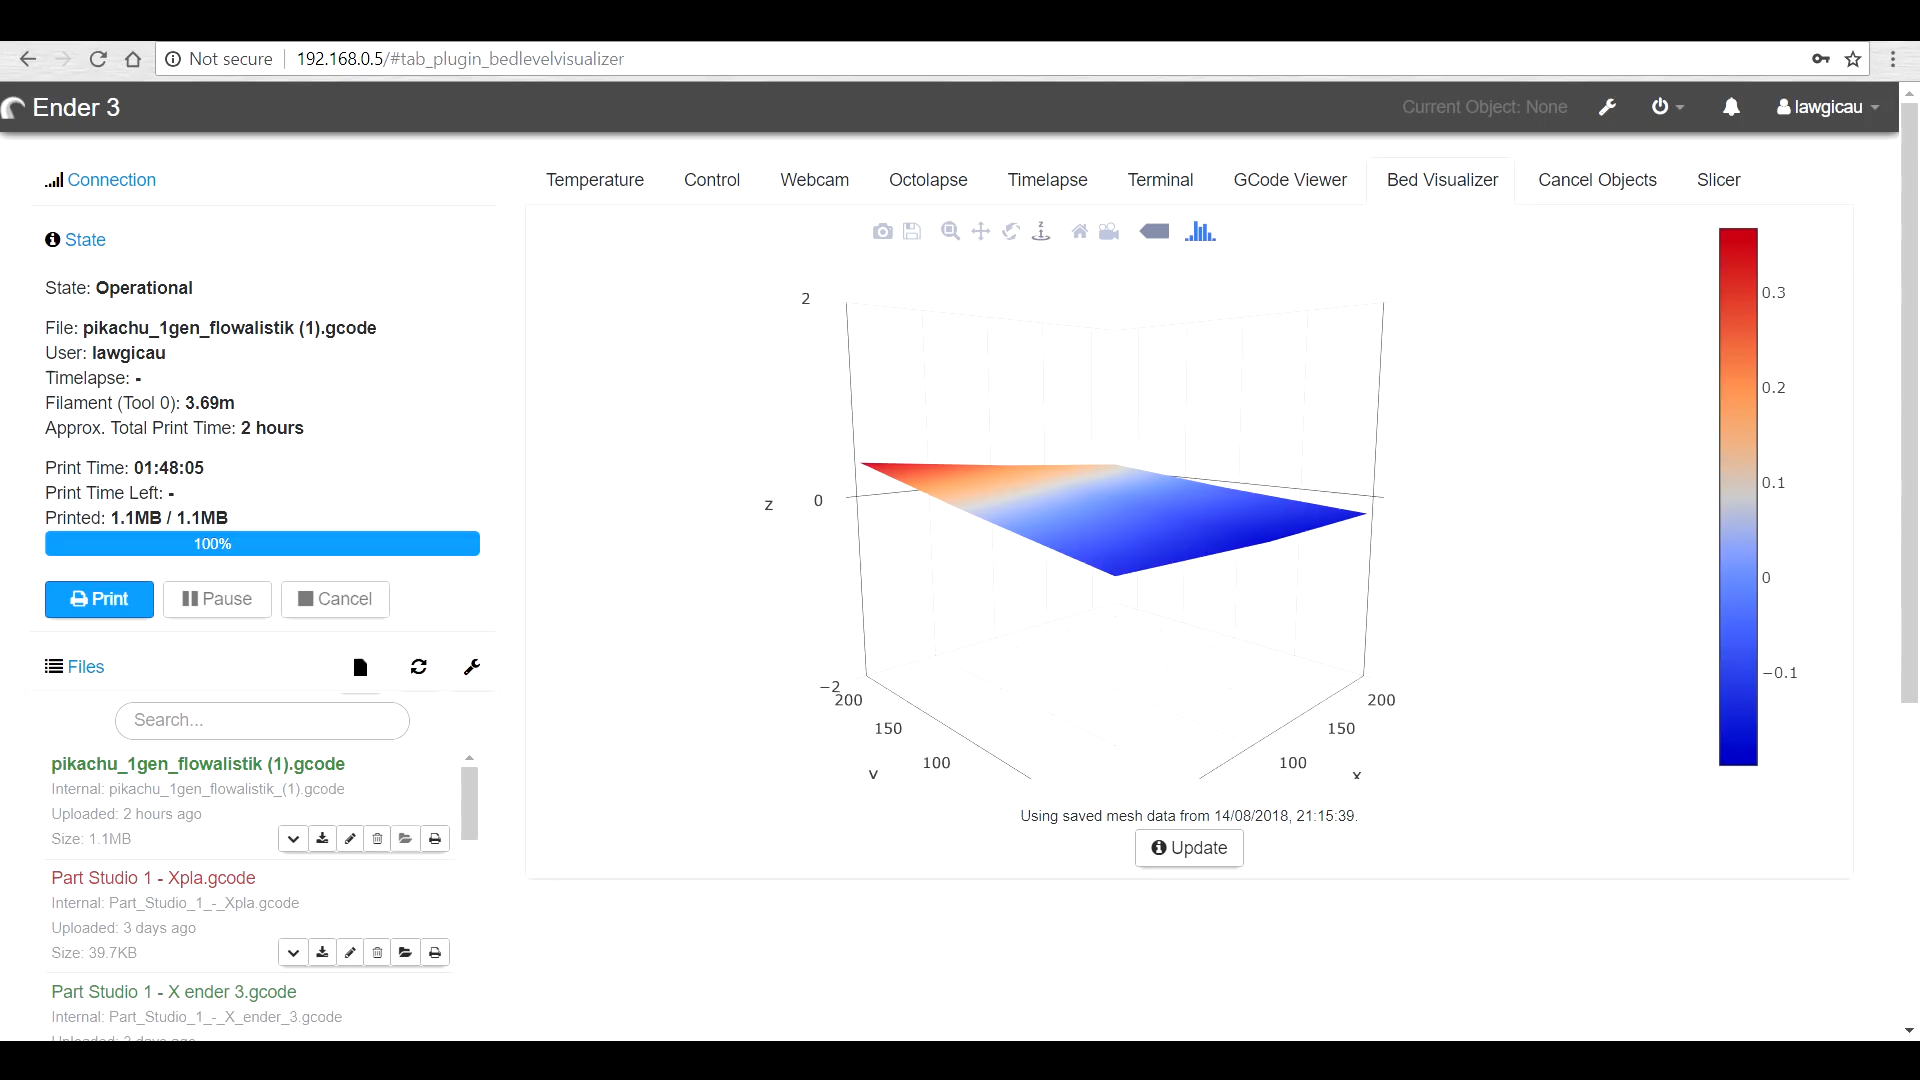 Not secure
192.168.0.5/#tab_plugin_bedlevelvisualizer
Ender 3
Current Object: None
lawgicau
Connection
State
State: Operational
File: pikachu_1gen_flowalistik (1).gcode
User: lawgicau
Timelapse: -
Filament (Tool 0): 3.69m
Approx. Total Print Time: 2 hours
Print Time: 01:48:05
Print Time Left: -
Printed: 1.1MB / 1.1MB
100%
Print Pause Cancel
Files
Search...
pikachu_1gen_flowalistik (1).gcode
Internal: pikachu_1gen_flowalistik_(1).gcode
Uploaded: 2 hours ago
Size: 1.1MB
Part Studio 1 - Xpla.gcode
Internal: Part_Studio_1_-_Xpla.gcode
Uploaded: 3 days ago
Size: 39.7KB
Part Studio 1 - X ender 3.gcode
Internal: Part_Studio_1_-_X_ender_3.gcode
Temperature Control Webcam Octolapse Timelapse Terminal GCode Viewer Bed Visualizer Cancel Objects Slicer
2
z 0
−2
200
150
100
y
200
150
100
x
0.3
0.2
0.1
0
−0.1
Using saved mesh data from 14/08/2018, 21:15:39.
Update